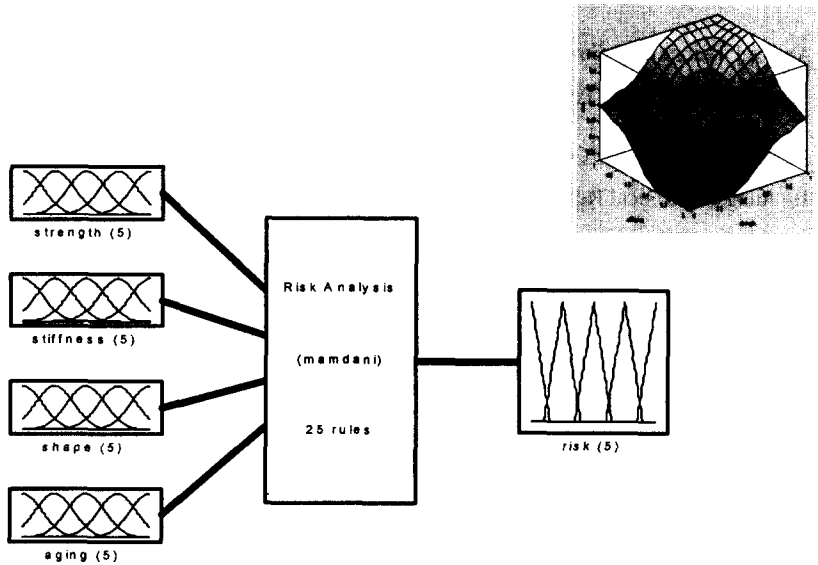 strength (5)
stiffness (5)
shape (5)
aging (5)
Risk Analysis
(mamdani)
25 rules
risk (5)